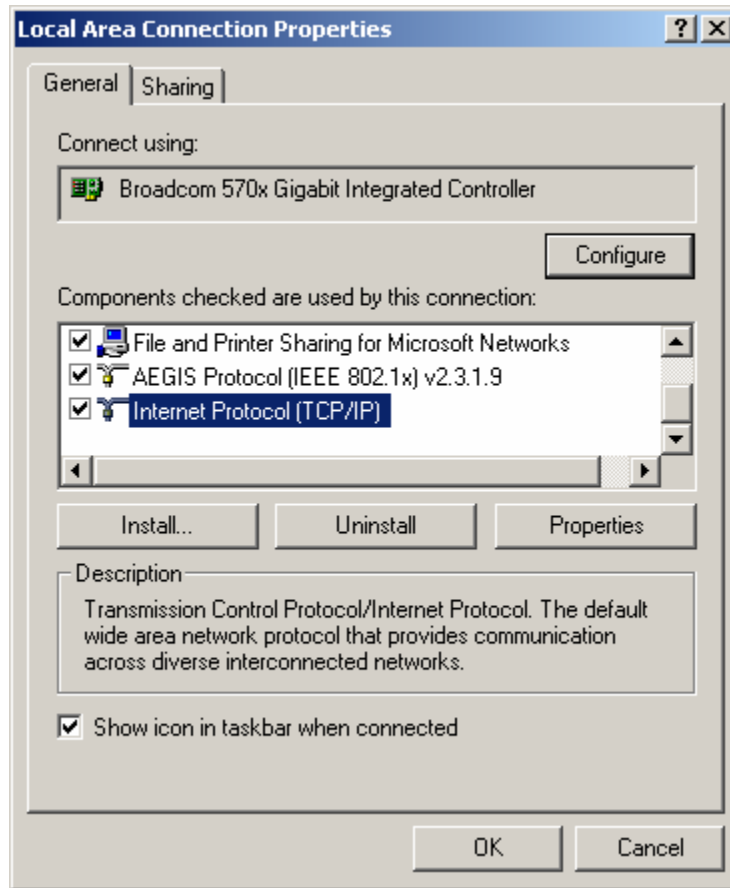 Local Area Connection Properties
General
Sharing
Connect using:
Broadcom 570x Gigabit Integrated Controller
Configure
Components checked are used by this connection:
File and Printer Sharing for Microsoft Networks
AEGIS Protocol (IEEE 802.1x) v2.3.1.9
Internet Protocol (TCP/IP)
Install...
Uninstall
Properties
Description
Transmission Control Protocol/Internet Protocol. The default
wide area network protocol that provides communication
across diverse interconnected networks.
Show icon in taskbar when connected
OK
Cancel